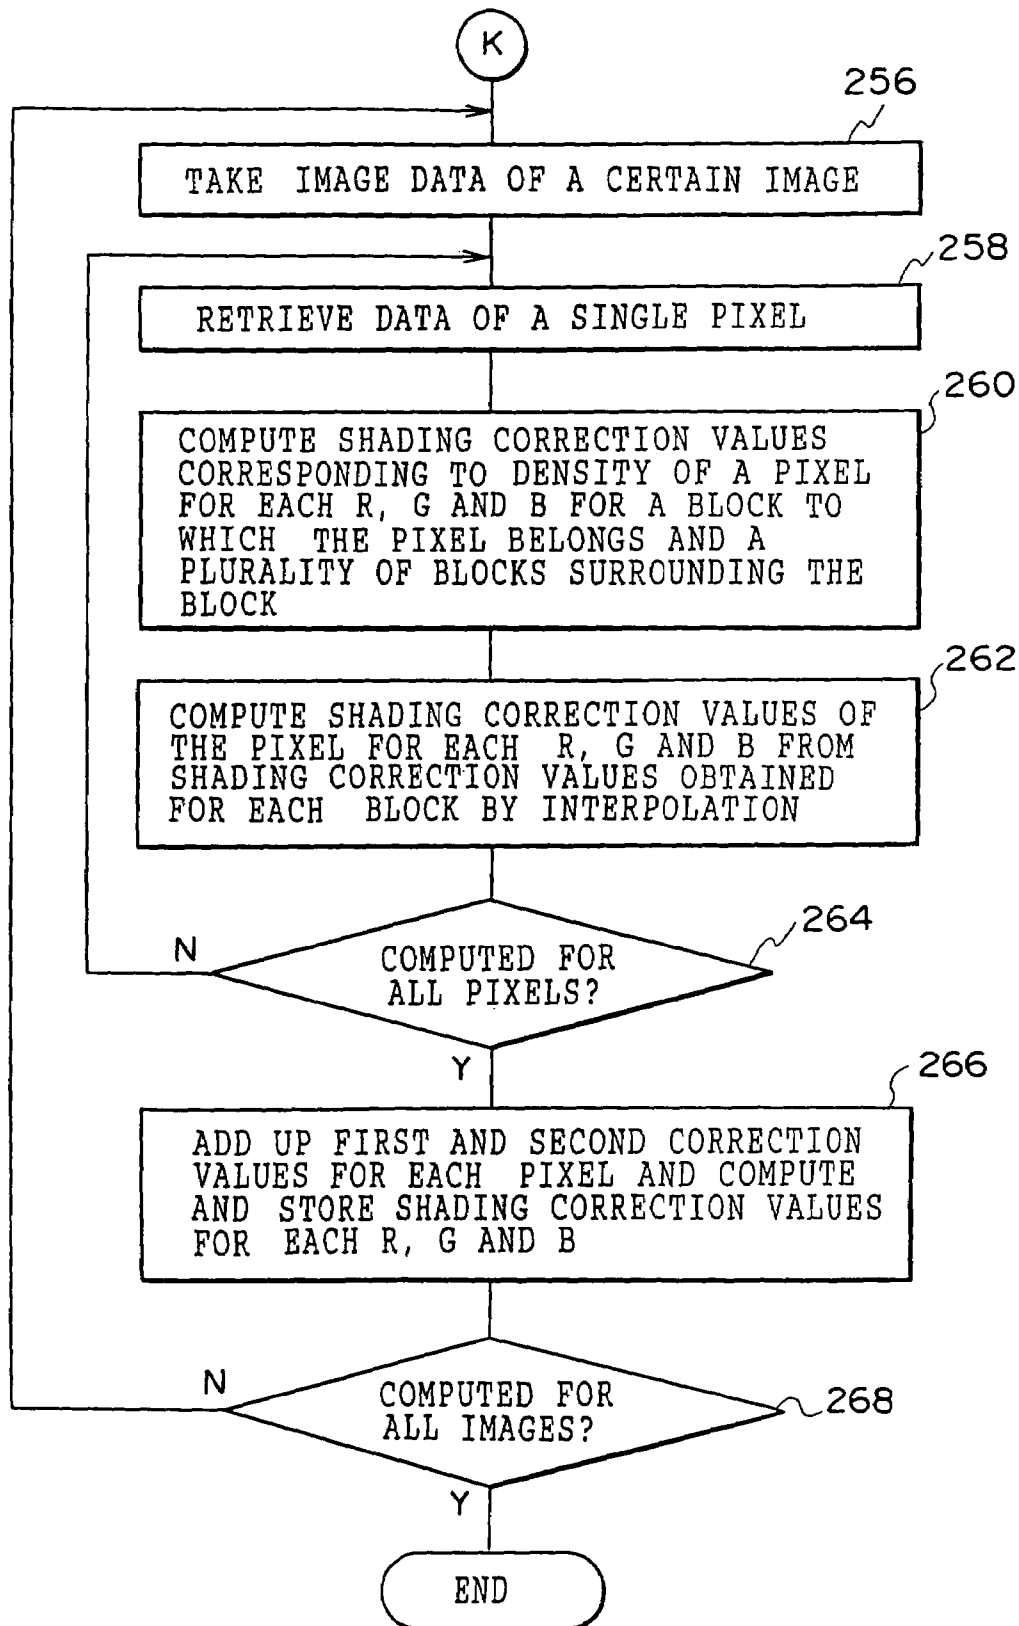 K
256
TAKE IMAGE DATA OF A CERTAIN IMAGE
258
RETRIEVE DATA OF A SINGLE PIXEL
260
COMPUTE SHADING CORRECTION VALUES
CORRESPONDING TO DENSITY OF A PIXEL
FOR EACH R, G AND B FOR A BLOCK TO
WHICH THE PIXEL BELONGS AND A
PLURALITY OF BLOCKS SURROUNDING THE
BLOCK
262
COMPUTE SHADING CORRECTION VALUES OF
THE PIXEL FOR EACH R, G AND B FROM
SHADING CORRECTION VALUES OBTAINED
FOR EACH BLOCK BY INTERPOLATION
264
N
COMPUTED FOR
ALL PIXELS?
Y
266
ADD UP FIRST AND SECOND CORRECTION
VALUES FOR EACH PIXEL AND COMPUTE
AND STORE SHADING CORRECTION VALUES
FOR EACH R, G AND B
N
COMPUTED FOR
ALL IMAGES?
268
Y
END